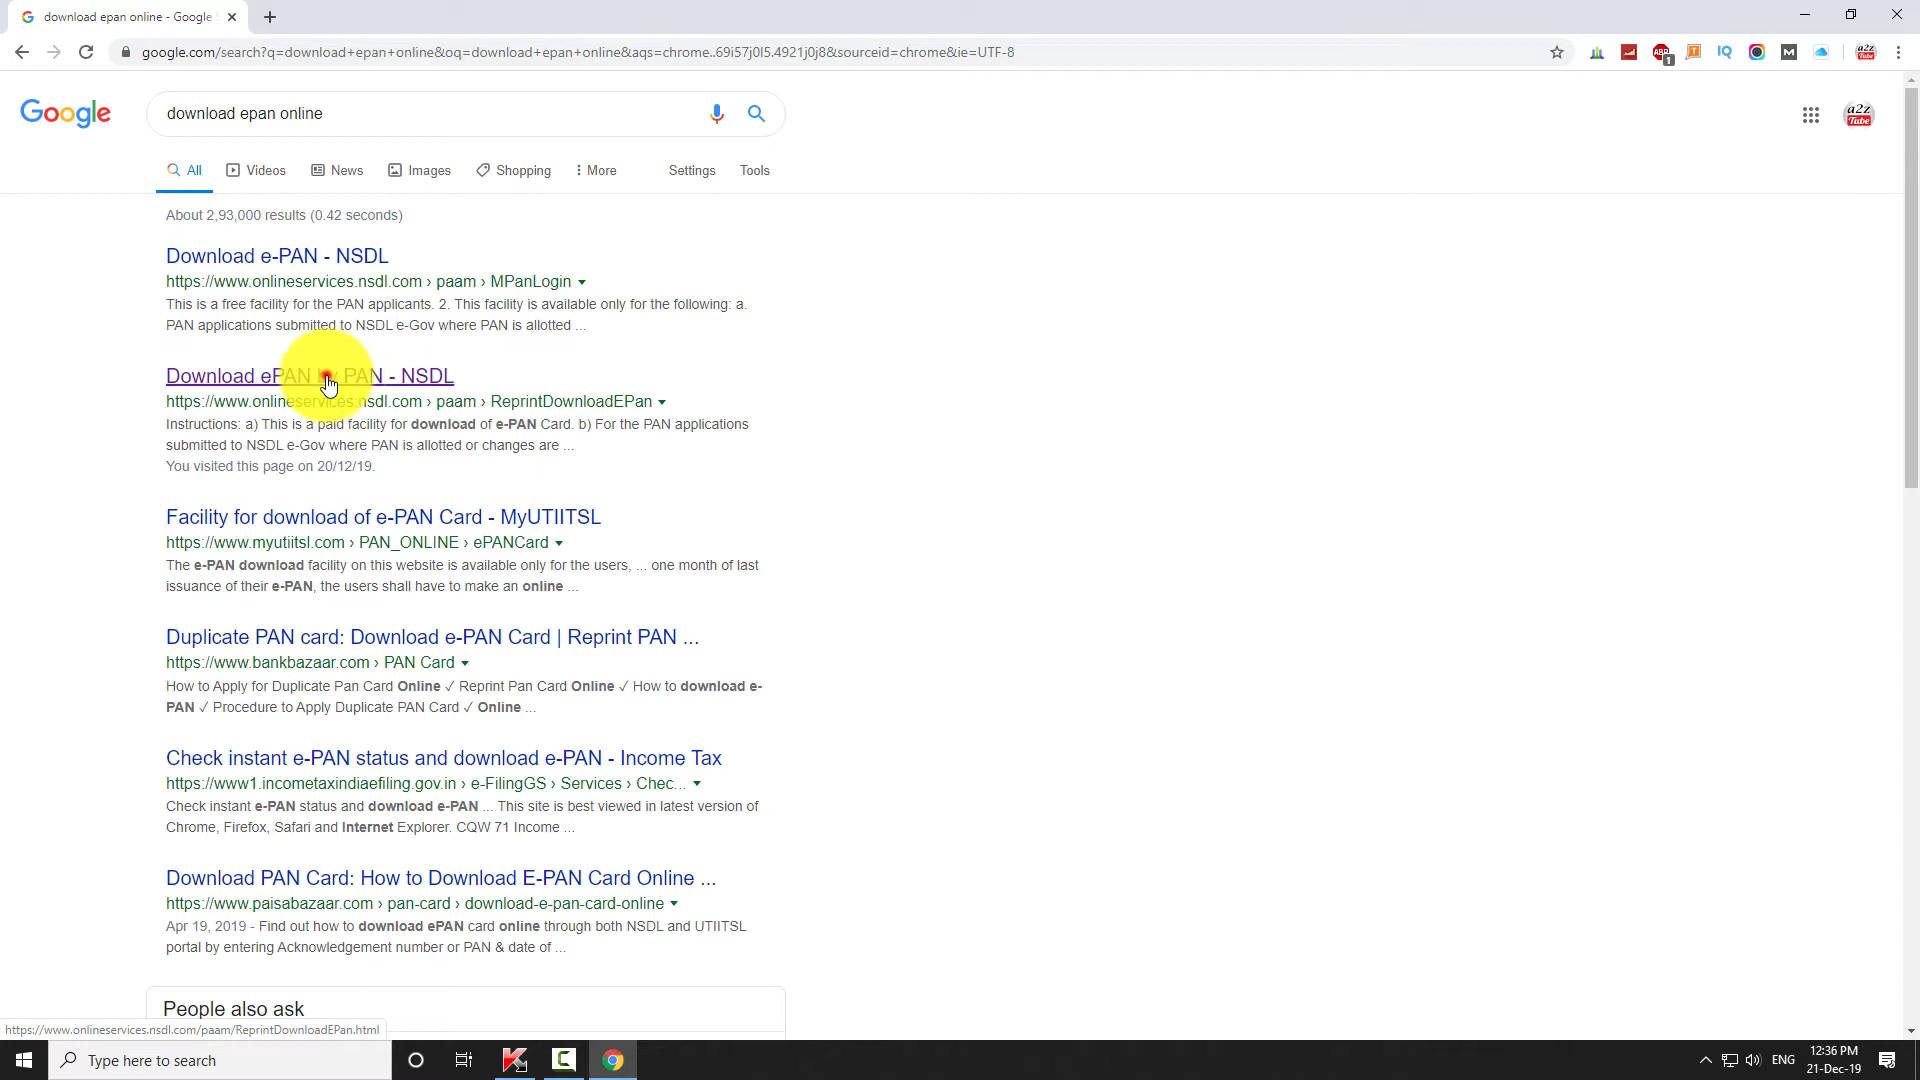 download epan online - Google S
google.com/search?q=download+epan+online&oq=download+epan+online&aqs=chrome..69i57j0l5.4921j0j8&sourceid=chrome&ie=UTF-8
ABP
1
T
IQ
M
a2z
Tube
Google
download epan online
a2z
Tube
All
Videos
News
Images
Shopping
More
Settings
Tools
About 2,93,000 results (0.42 seconds)
Download e-PAN - NSDL
https://www.onlineservices.nsdl.com › paam › MPanLogin
This is a free facility for the PAN applicants. 2. This facility is available only for the following: a.
PAN applications submitted to NSDL e-Gov where PAN is allotted ...
Download ePAN by PAN - NSDL
https://www.onlineservices.nsdl.com › paam › ReprintDownloadEPan
Instructions: a) This is a paid facility for download of e-PAN Card. b) For the PAN applications
submitted to NSDL e-Gov where PAN is allotted or changes are ...
You visited this page on 20/12/19.
Facility for download of e-PAN Card - MyUTIITSL
https://www.myutiitsl.com › PAN_ONLINE › ePANCard
The e-PAN download facility on this website is available only for the users, ... one month of last
issuance of their e-PAN, the users shall have to make an online ...
Duplicate PAN card: Download e-PAN Card | Reprint PAN ...
https://www.bankbazaar.com › PAN Card
How to Apply for Duplicate Pan Card Online ✓ Reprint Pan Card Online ✓ How to download e-
PAN ✓ Procedure to Apply Duplicate PAN Card ✓ Online ...
Check instant e-PAN status and download e-PAN - Income Tax
https://www1.incometaxindiaefiling.gov.in › e-FilingGS › Services › Chec...
Check instant e-PAN status and download e-PAN ... This site is best viewed in latest version of
Chrome, Firefox, Safari and Internet Explorer. CQW 71 Income ...
Download PAN Card: How to Download E-PAN Card Online ...
https://www.paisabazaar.com › pan-card › download-e-pan-card-online
Apr 19, 2019 - Find out how to download ePAN card online through both NSDL and UTIITSL
portal by entering Acknowledgement number or PAN & date of ...
People also ask
https://www.onlineservices.nsdl.com/paam/ReprintDownloadEPan.html
Type here to search
ENG
12:36 PM
21-Dec-19